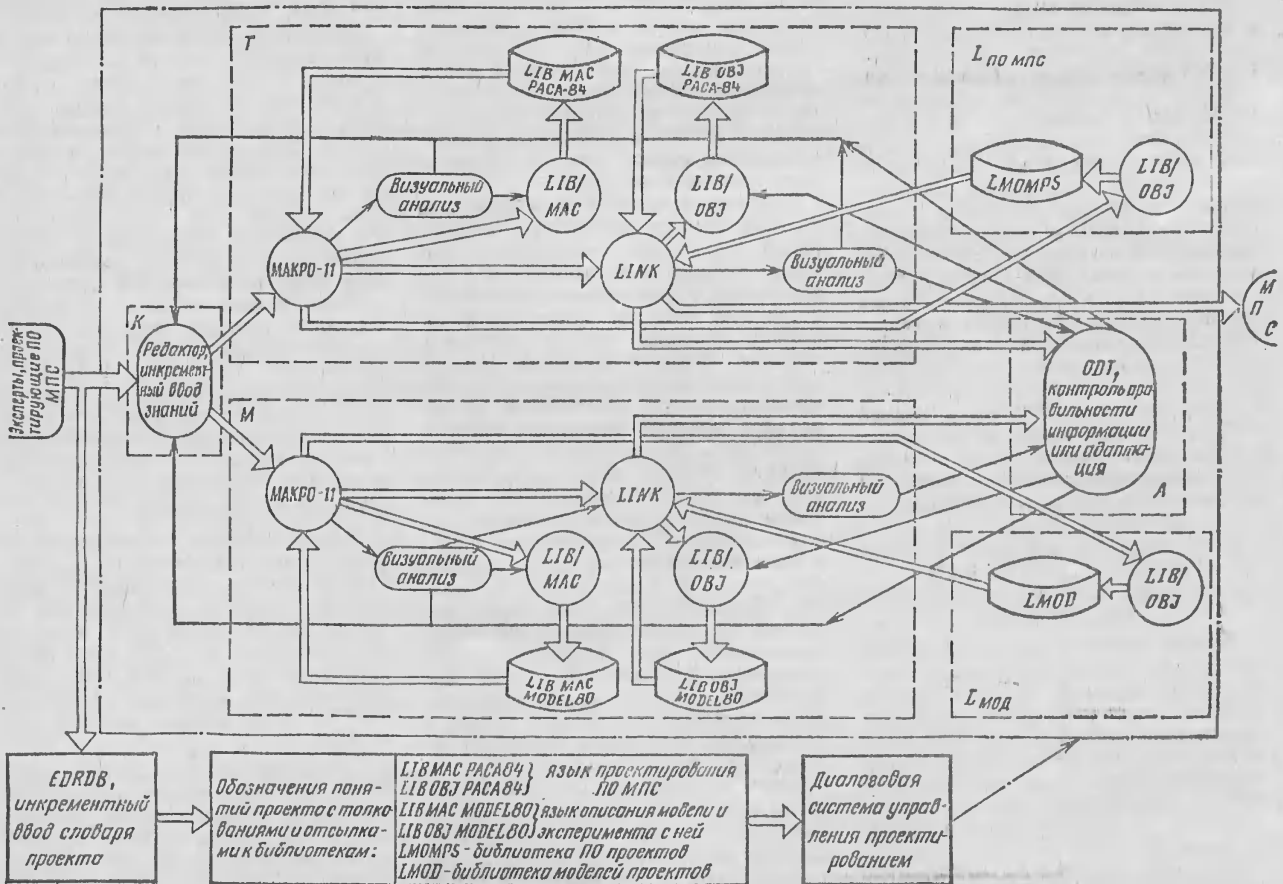 T
LIB MAC
PACA-84
LIB OBJ
PACA-84
L ПО МПС
Визуальный
анализ
LIB/
MAC
LIB/
OBJ
LMOMPS
LIB/
OBJ
МАКРО-11
LINK
Визуальный
анализ
М
П
С
K
Редактор,
инкремент-
ный ввод
знаний
Эксперты, проек-
тирующие ПО
МПС
ODT,
контроль пра-
вильности
информации
или адапта-
ция
A
M
МАКРО-11
LINK
Визуальный
анализ
Визуальный
анализ
LIB/
MAC
LIB/
OBJ
LMOD
LIB/
OBJ
LIB MAC
MODEL80
LIB OBJ
MODEL80
L МОД
EDRDB,
инкрементный
ввод словаря
проекта
Обозначения поня-
тий проекта с толко-
ваниями и отсылка-
ми к библиотекам:
LIB MAC PACA84} язык проектирования
LIB OBJ PACA84} ПО МПС
LIB MAC MODEL80} язык описания модели и
LIB OBJ MODEL80} эксперимента с ней
LMOMPS - библиотека ПО проектов
LMOD - библиотека моделей проектов
Диалоговая
система управ-
ления проекти-
рованием